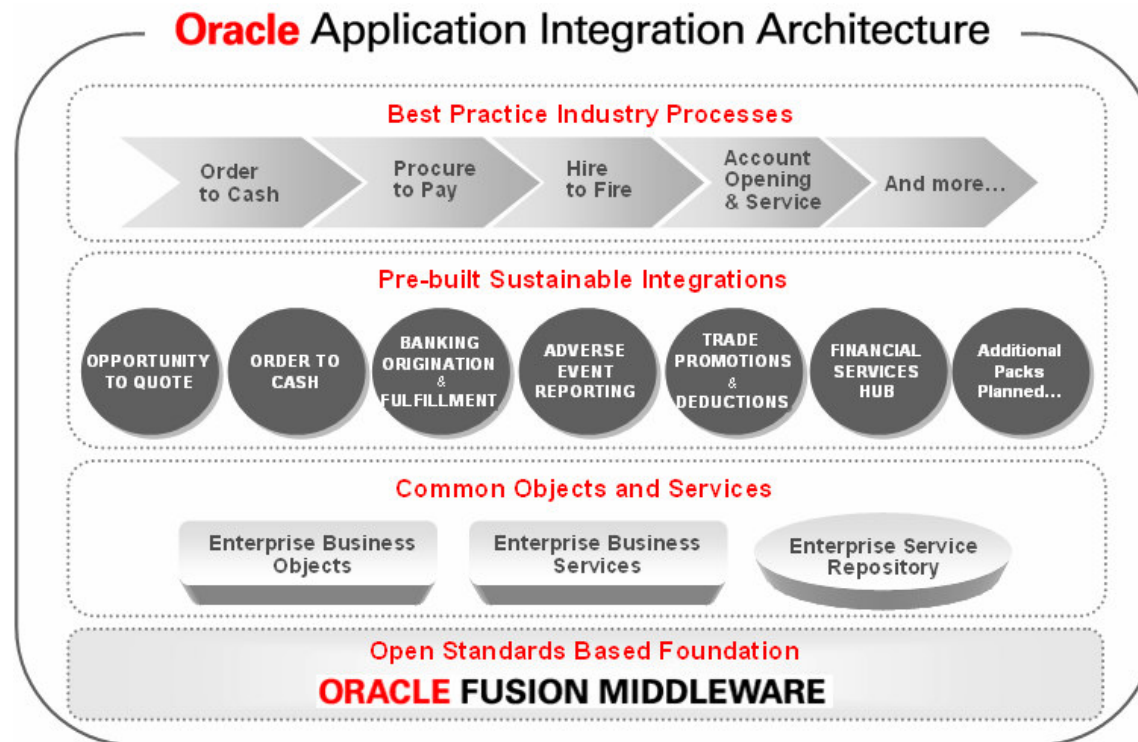 Oracle Application Integration Architecture
Best Practice Industry Processes
Order
to Cash
Procure
to Pay
Hire
to Fire
Account
Opening
& Service
And more...
Pre-built Sustainable Integrations
OPPORTUNITY
TO QUOTE
ORDER TO
CASH
BANKING
ORIGINATION
&
FULFILLMENT
ADVERSE
EVENT
REPORTING
TRADE
PROMOTIONS
&
DEDUCTIONS
FINANCIAL
SERVICES
HUB
Additional
Packs
Planned...
Common Objects and Services
Enterprise Business
Objects
Enterprise Business
Services
Enterprise Service
Repository
Open Standards Based Foundation
ORACLE FUSION MIDDLEWARE